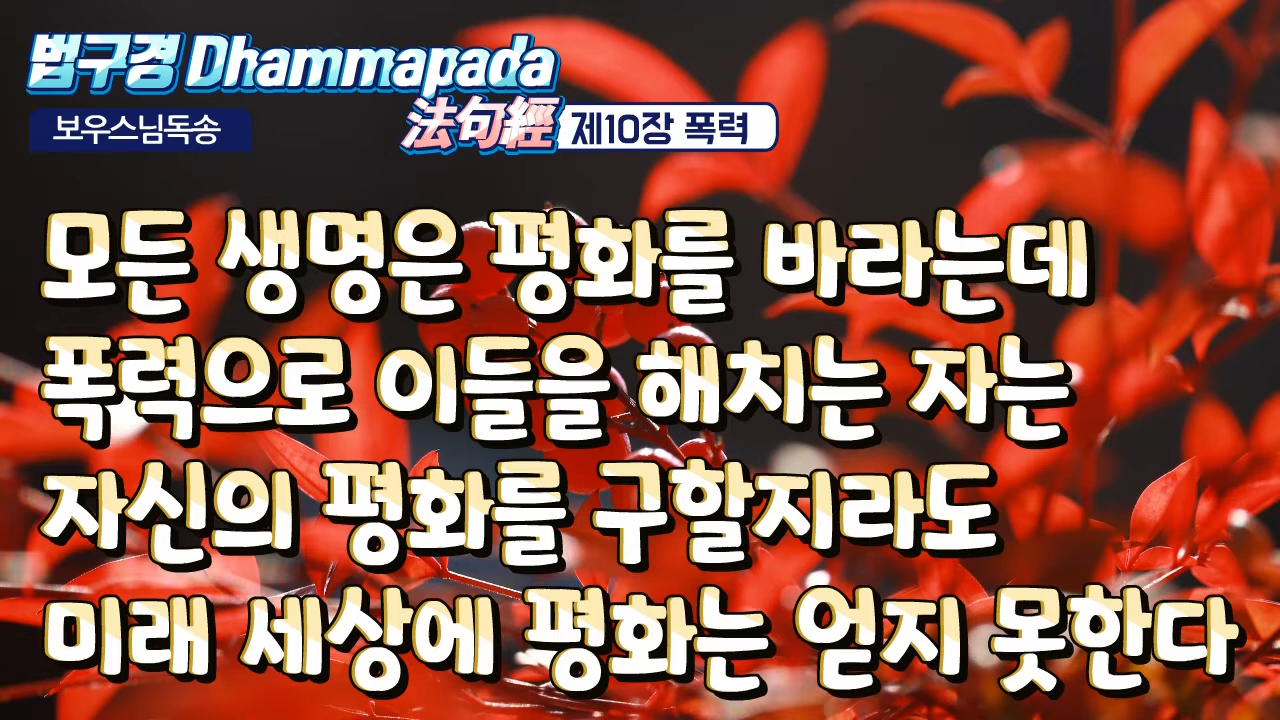 법구경 Dhammapada
法句經 제10장 폭력
보우스님독송
모든 생명은 평화를 바라는데
폭력으로 이들을 해치는 자는
자신의 평화를 구할지라도
미래 세상에 평화는 얻지 못한다